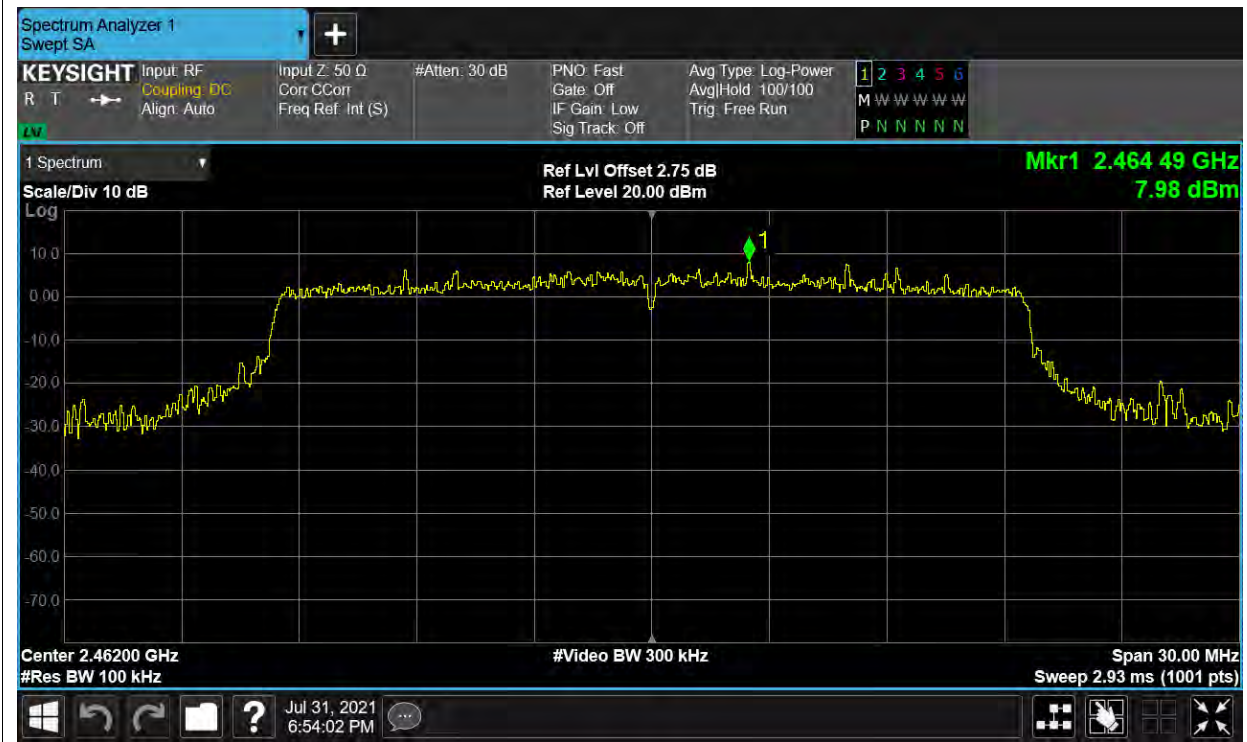 Spectrum Analyzer 1
Swept SA
+
KEYSIGHT Input: RF Input Z: 50 Ω #Atten: 30 dB PNO: Fast Avg Type: Log-Power 1 2 3 4 5 6
R T Coupling: DC Corr CCorr Gate: Off Avg|Hold: 100/100 M W W W W W
Align: Auto Freq Ref: Int (S) IF Gain: Low Trig: Free Run
LXI Sig Track: Off P N N N N N
1 Spectrum Ref Lvl Offset 2.75 dB Mkr1 2.464 49 GHz
Scale/Div 10 dB Ref Level 20.00 dBm 7.98 dBm
Log
1
10.0
0.00
-10.0
-20.0
-30.0
-40.0
-50.0
-60.0
-70.0
Center 2.46200 GHz #Video BW 300 kHz Span 30.00 MHz
#Res BW 100 kHz Sweep 2.93 ms (1001 pts)
? Jul 31, 2021
6:54:02 PM